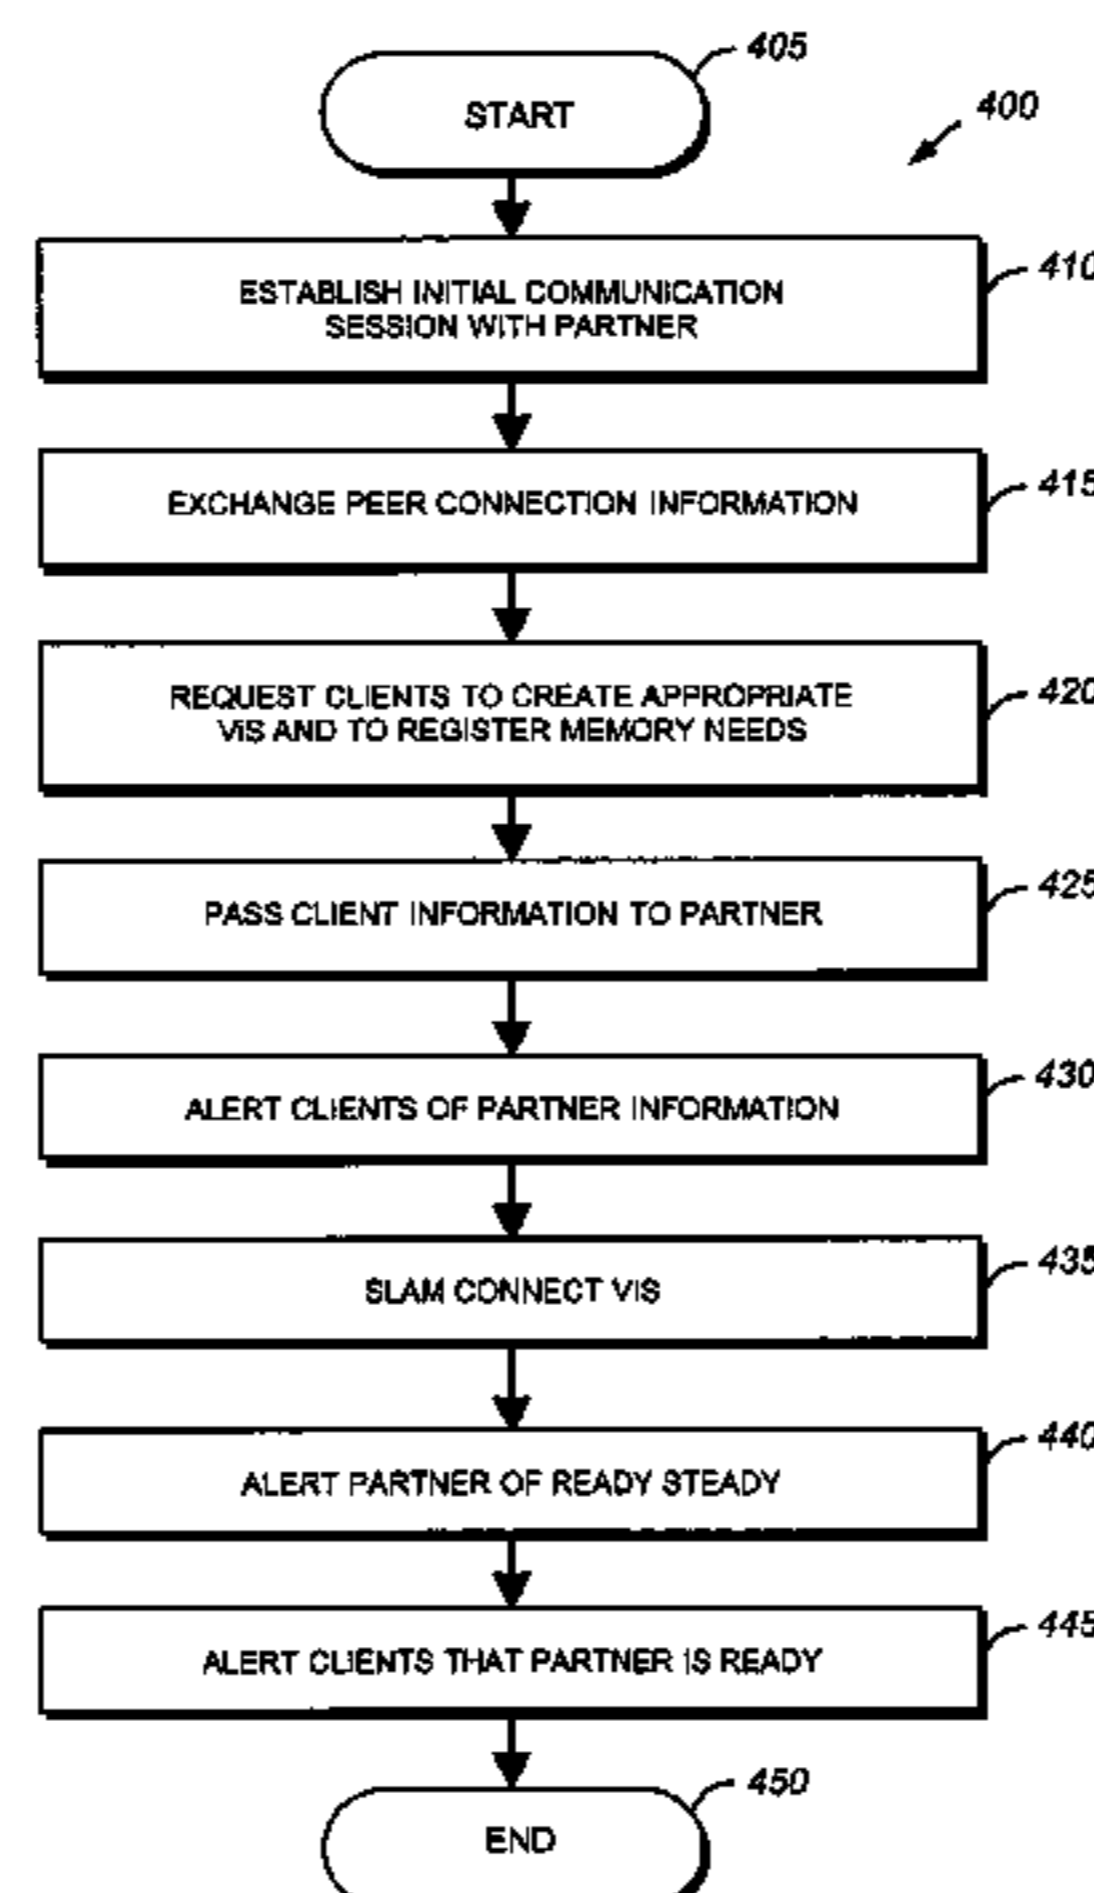 405
START
400
410
ESTABLISH INITIAL COMMUNICATION
SESSION WITH PARTNER
415
EXCHANGE PEER CONNECTION INFORMATION
420
REQUEST CLIENTS TO CREATE APPROPRIATE
VIS AND TO REGISTER MEMORY NEEDS
425
PASS CLIENT INFORMATION TO PARTNER
430
ALERT CLIENTS OF PARTNER INFORMATION
435
SLAM CONNECT VIS
440
ALERT PARTNER OF READY STEADY
445
ALERT CLIENTS THAT PARTNER IS READY
450
END